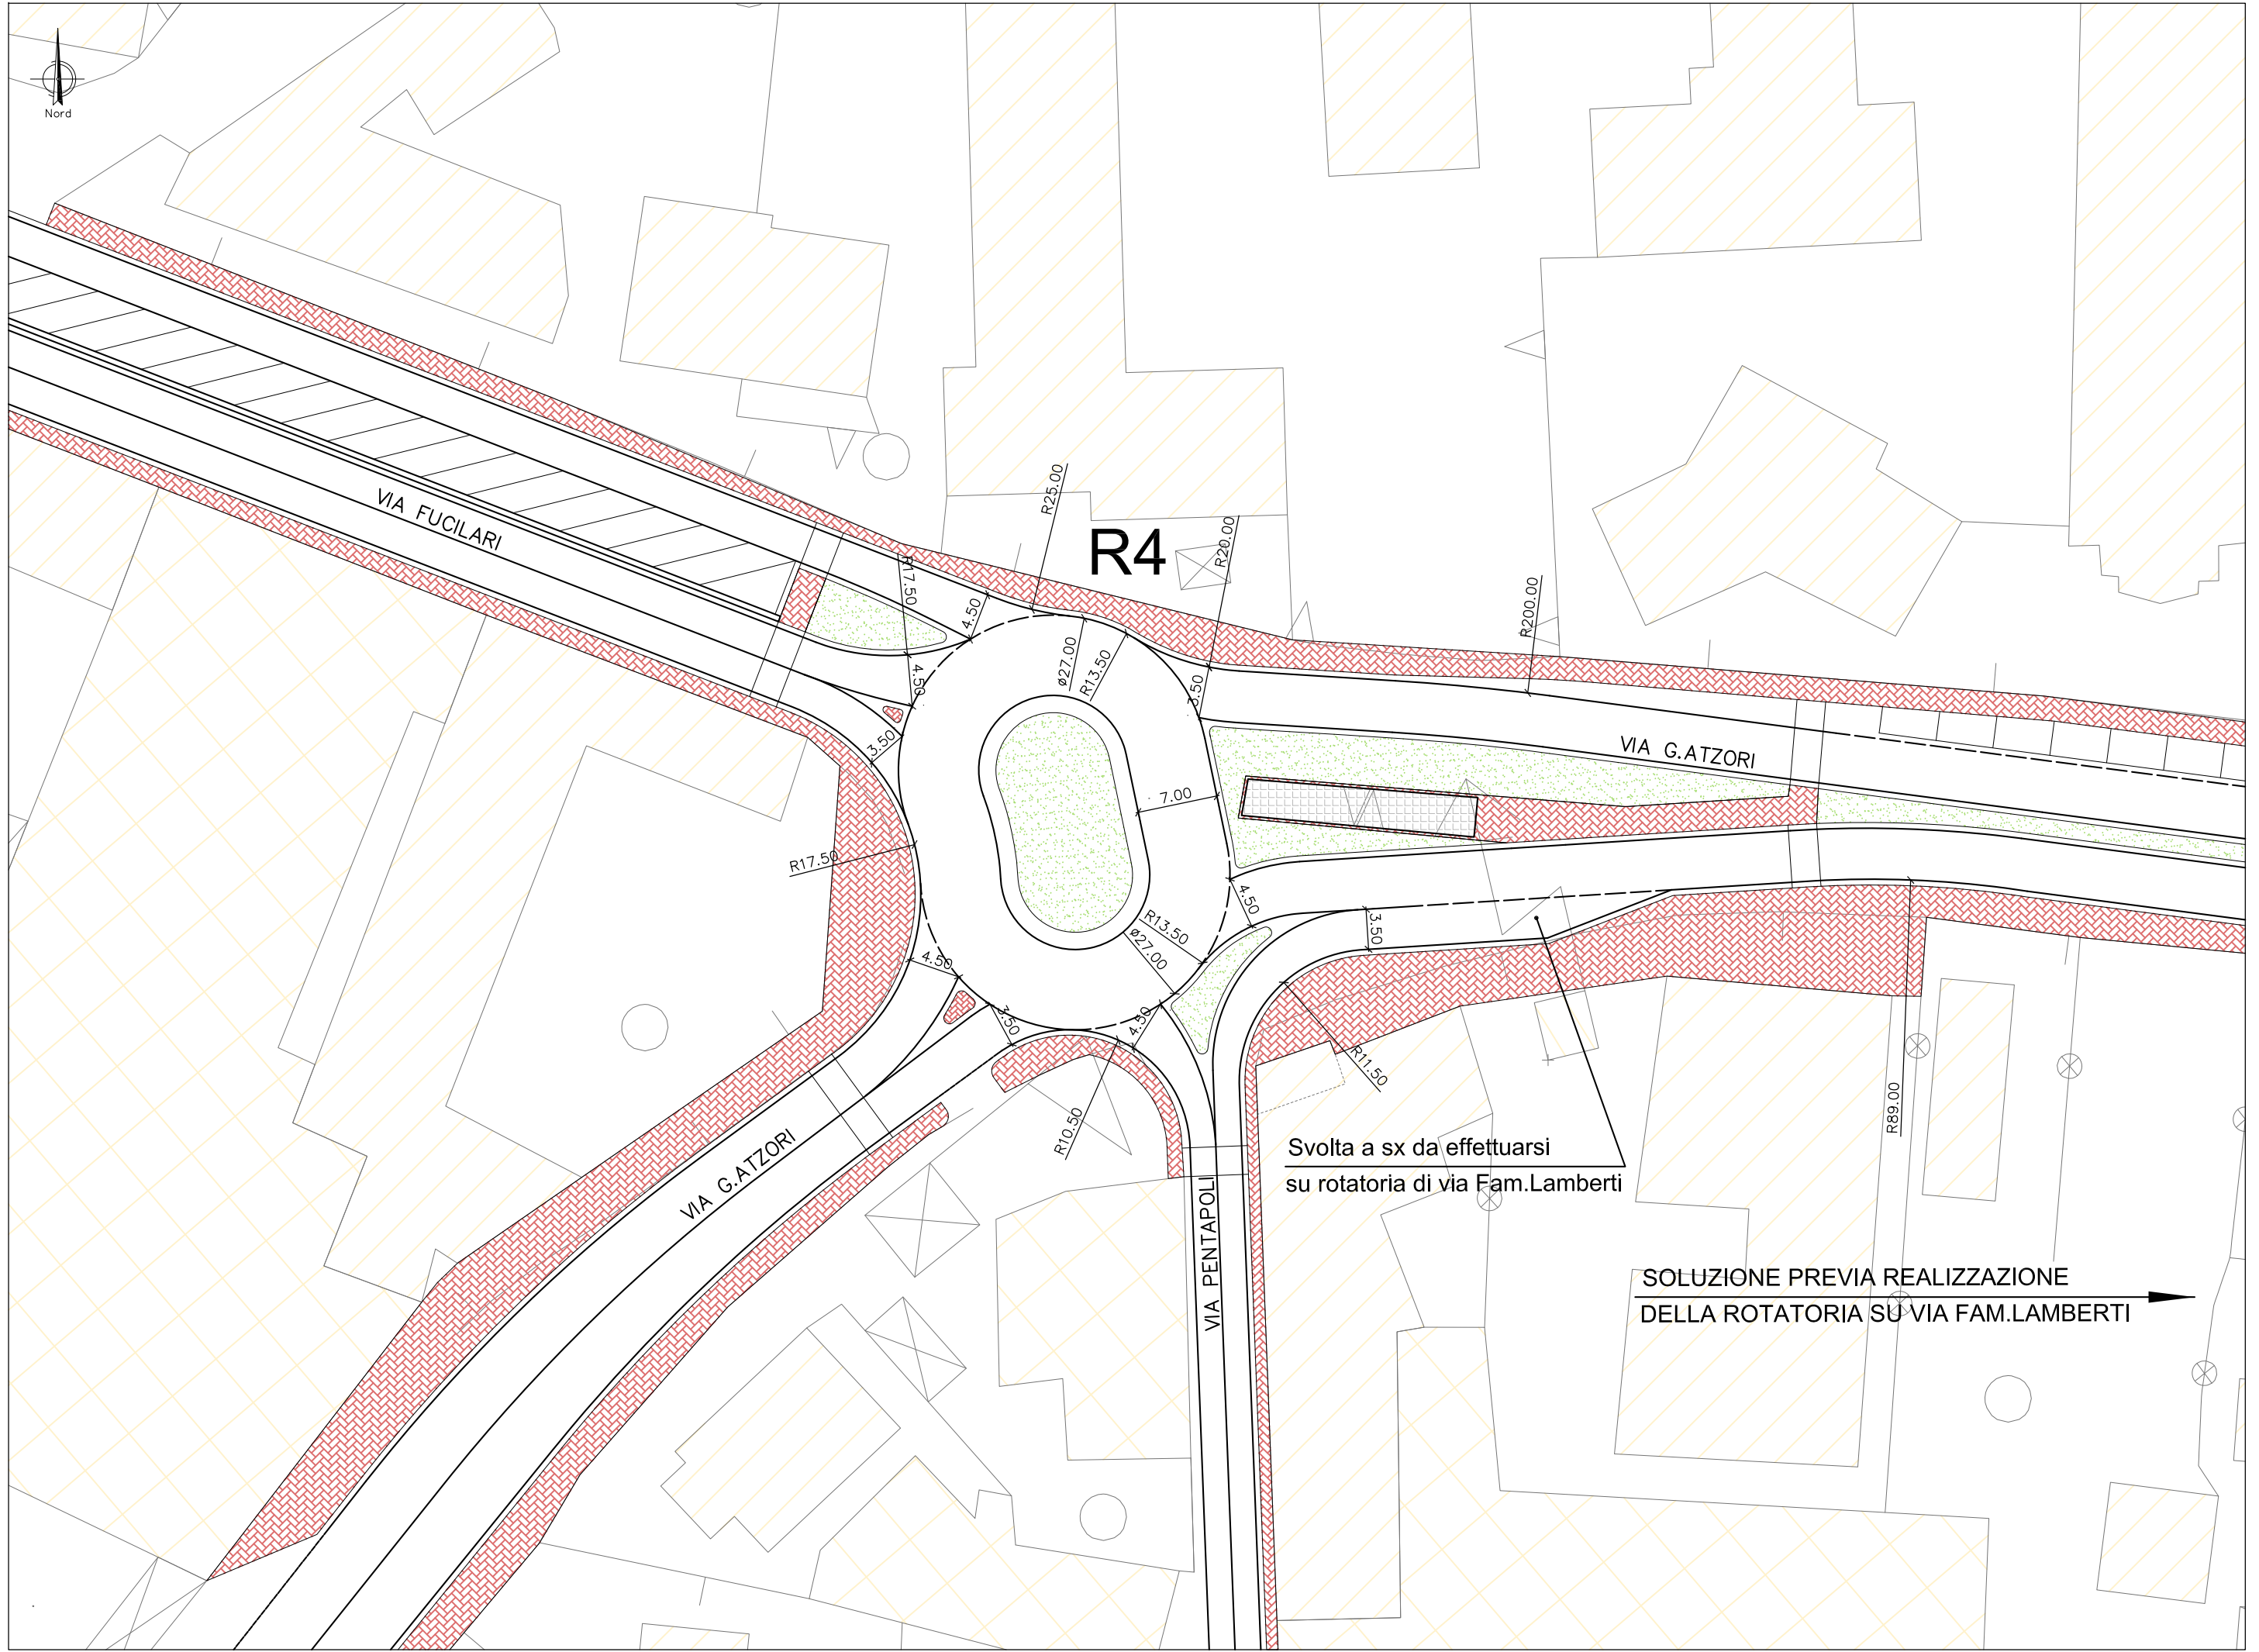 Nord
R25.00
R4
R20.00
VIA FUCILARI
R17.50
4.50
R200.00
ø27.00
R13.50
4.50
3.50
3.50
VIA G.ATZORI
7.00
R17.50
4.50
R13.50
ø27.00
3.50
4.50
3.50
4.50
R11.50
R10.50
R89.00
VIA G.ATZORI
Svolta a sx da effettuarsi
su rotatoria di via Fam.Lamberti
VIA PENTAPOLI
SOLUZIONE PREVIA REALIZZAZIONE
DELLA ROTATORIA SU VIA FAM.LAMBERTI